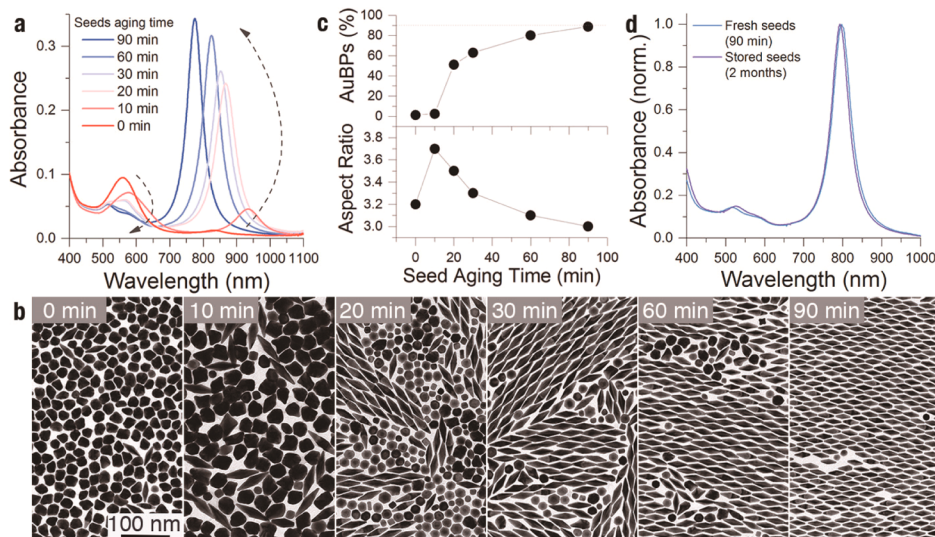 a
Seeds aging time
90 min
60 min
30 min
20 min
10 min
0 min
0.3
0.2
0.1
0.0
Absorbance
400 500 600 700 800 900 1000 1100
Wavelength (nm)
c
AuBPs (%)
100
80
60
40
20
0
Aspect Ratio
3.8
3.6
3.4
3.2
3.0
0 20 40 60 80 100
Seed Aging Time (min)
d
Fresh seeds
(90 min)
Stored seeds
(2 months)
Absorbance (norm.)
1.0
0.8
0.6
0.4
0.2
0.0
400 500 600 700 800 900 1000
Wavelength (nm)
b
0 min
10 min
20 min
30 min
60 min
90 min
100 nm